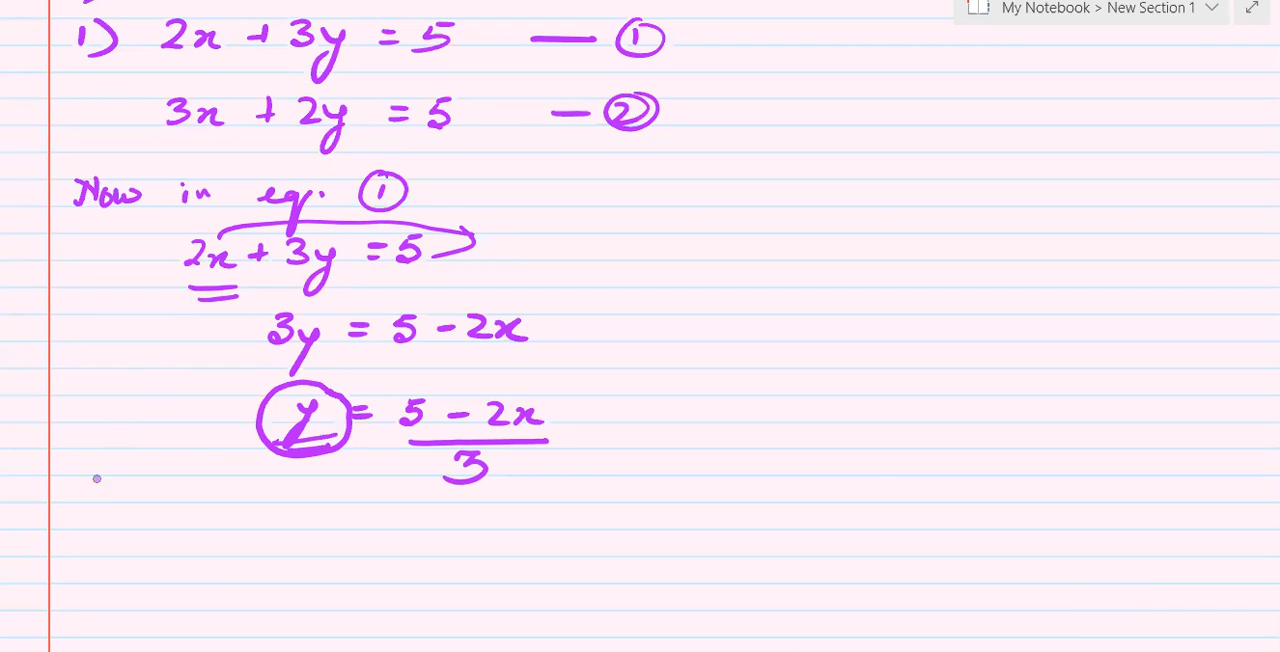 My Notebook > New Section 1
1) 2x + 3y = 5 — ①
3x + 2y = 5 — ②
Now in eq. ①
2x + 3y = 5
3y = 5 - 2x
y = 5 - 2x
3